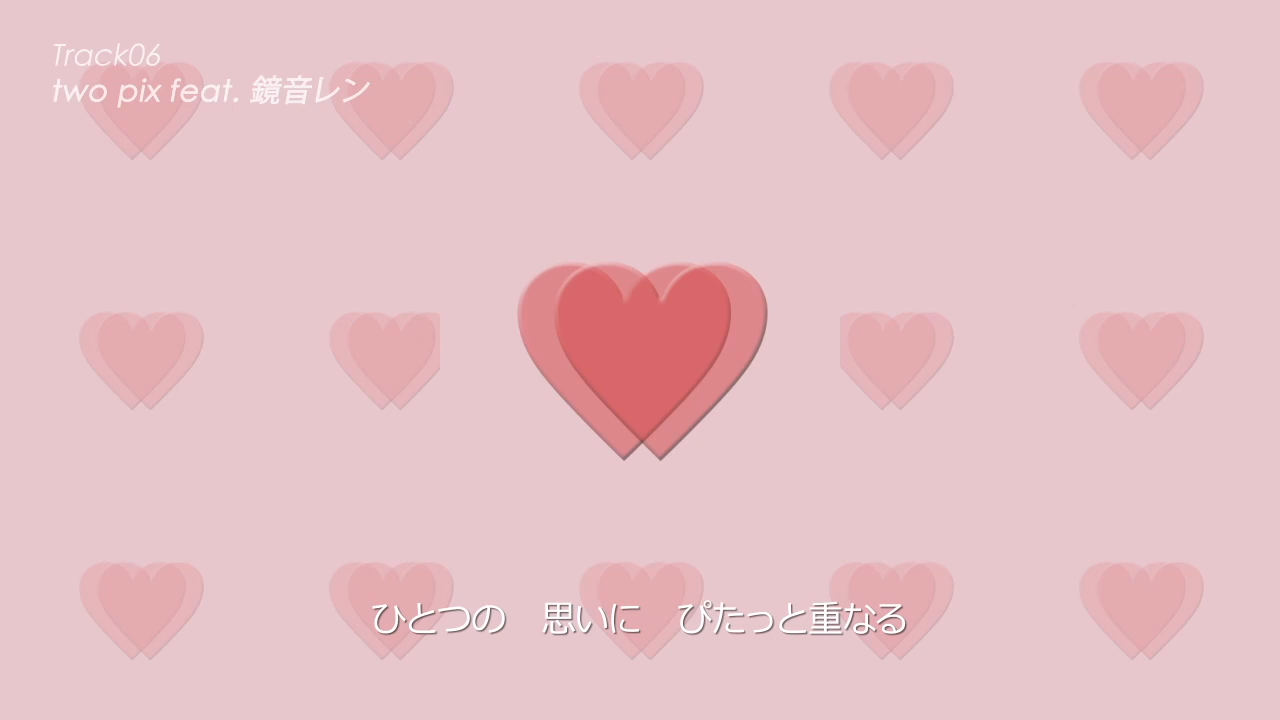 Track06
two pix feat. 鏡音レン
ひとつの　思いに　ぴたっと重なる